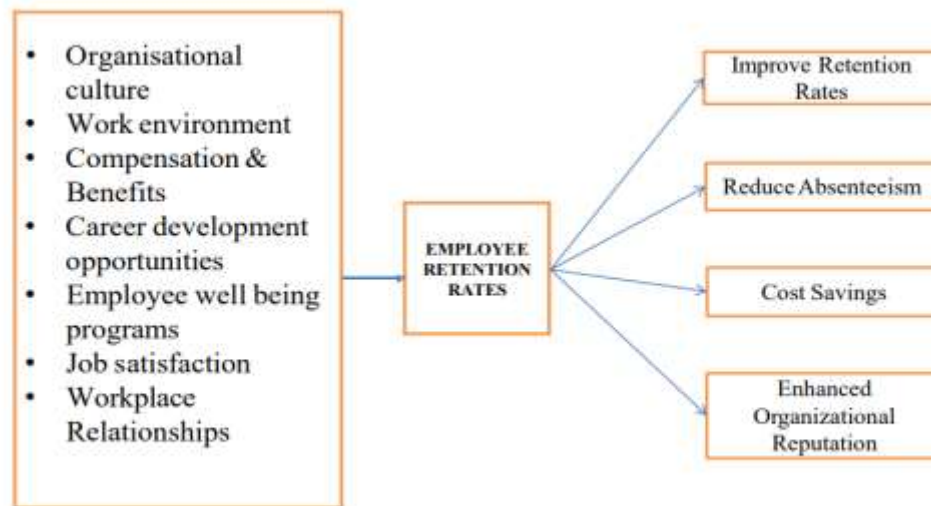 • Organisational
culture
• Work environment
• Compensation &
Benefits
• Career development
opportunities
• Employee well being
programs
• Job satisfaction
• Workplace
Relationships
EMPLOYEE
RETENTION
RATES
Improve Retention
Rates
Reduce Absenteeism
Cost Savings
Enhanced
Organizational
Reputation